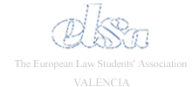 elsa
The European Law Students' Association
VALÈNCIA